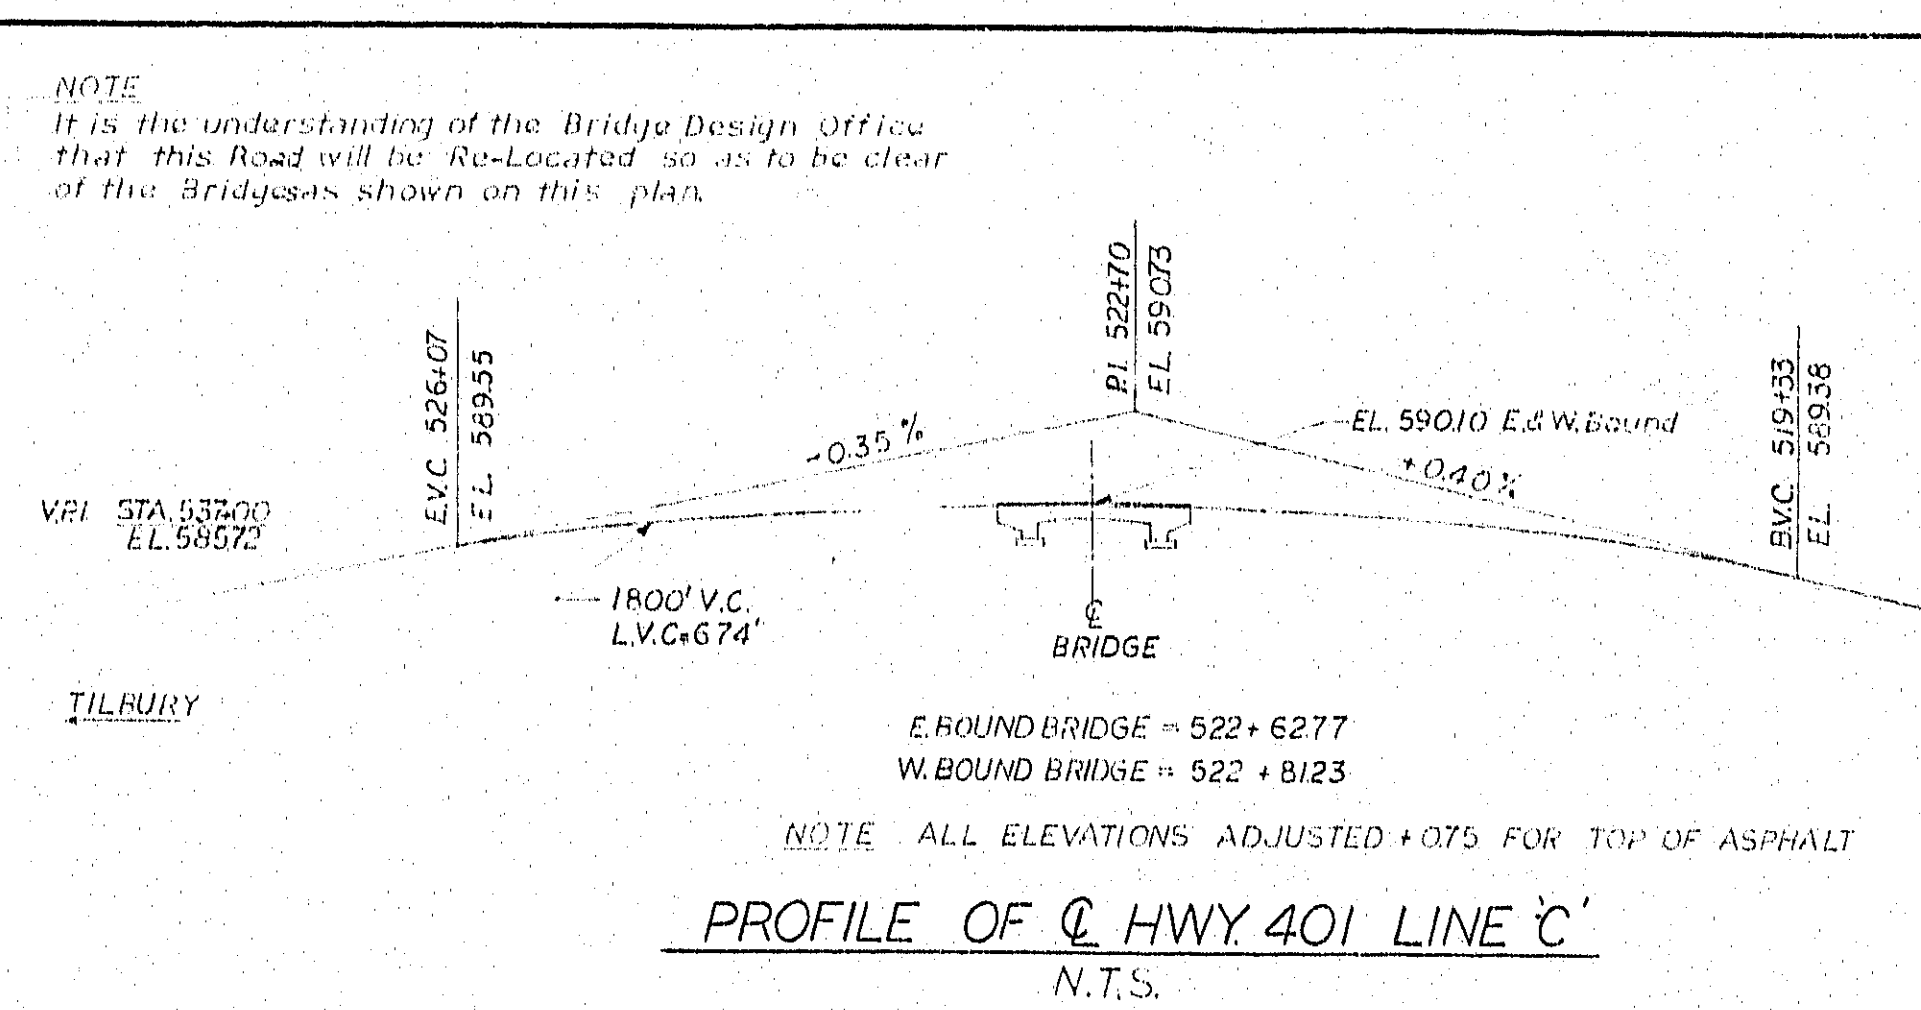 NOTE
It is the understanding of the Bridge Design Office
that this Road will be Re-Located so as to be clear
of the Bridges as shown on this plan.
P.I. 522+70
EL. 590.73
E.V.C. 526+07
EL. 589.55
B.V.C. 519+33
EL. 589.38
-0.35 %
EL. 590.10 E.& W. Bound
+0.40 %
V.P.I. STA. 537+00
EL. 585.72
1800' V.C.
L.V.C.=674'
℄
BRIDGE
TILBURY
E. BOUND BRIDGE = 522 + 62.77
W. BOUND BRIDGE = 522 + 81.23
NOTE ALL ELEVATIONS ADJUSTED +0.75 FOR TOP OF ASPHALT
PROFILE OF ℄ HWY. 401 LINE 'C'
N.T.S.